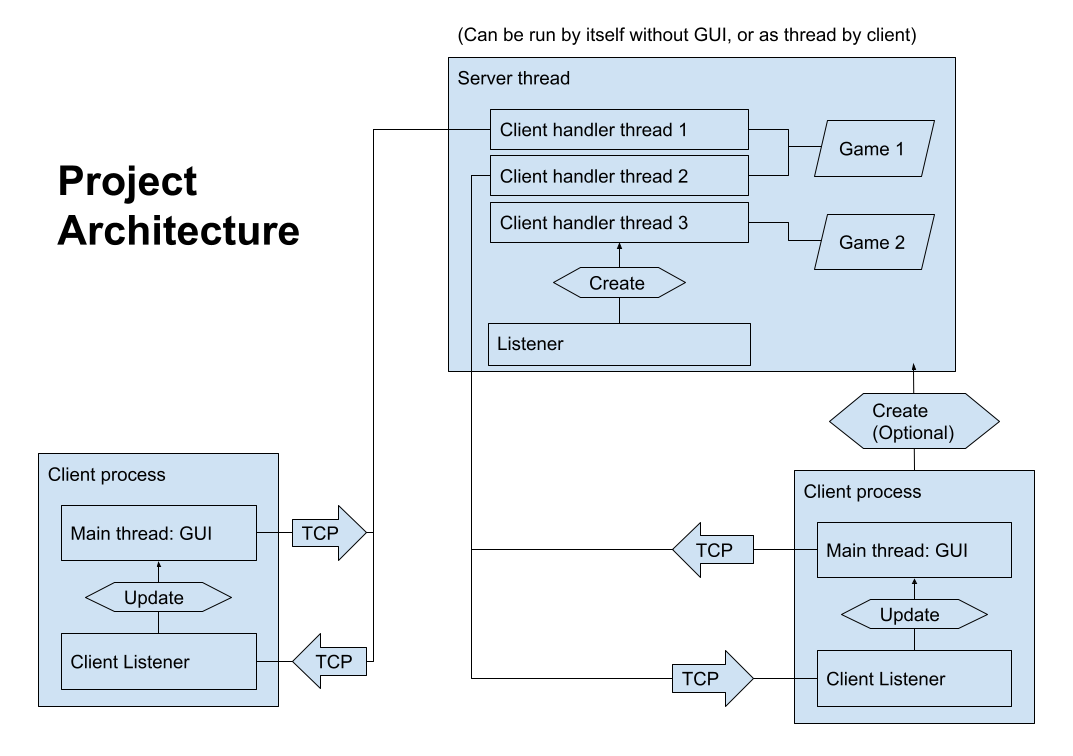 (Can be run by itself without GUI, or as thread by client)
Server thread
Client handler thread 1
Client handler thread 2
Client handler thread 3
Game 1
Game 2
Create
Listener
Project
Architecture
Create
(Optional)
Client process
Main thread: GUI
Update
Client Listener
TCP
TCP
Client process
Main thread: GUI
Update
Client Listener
TCP
TCP